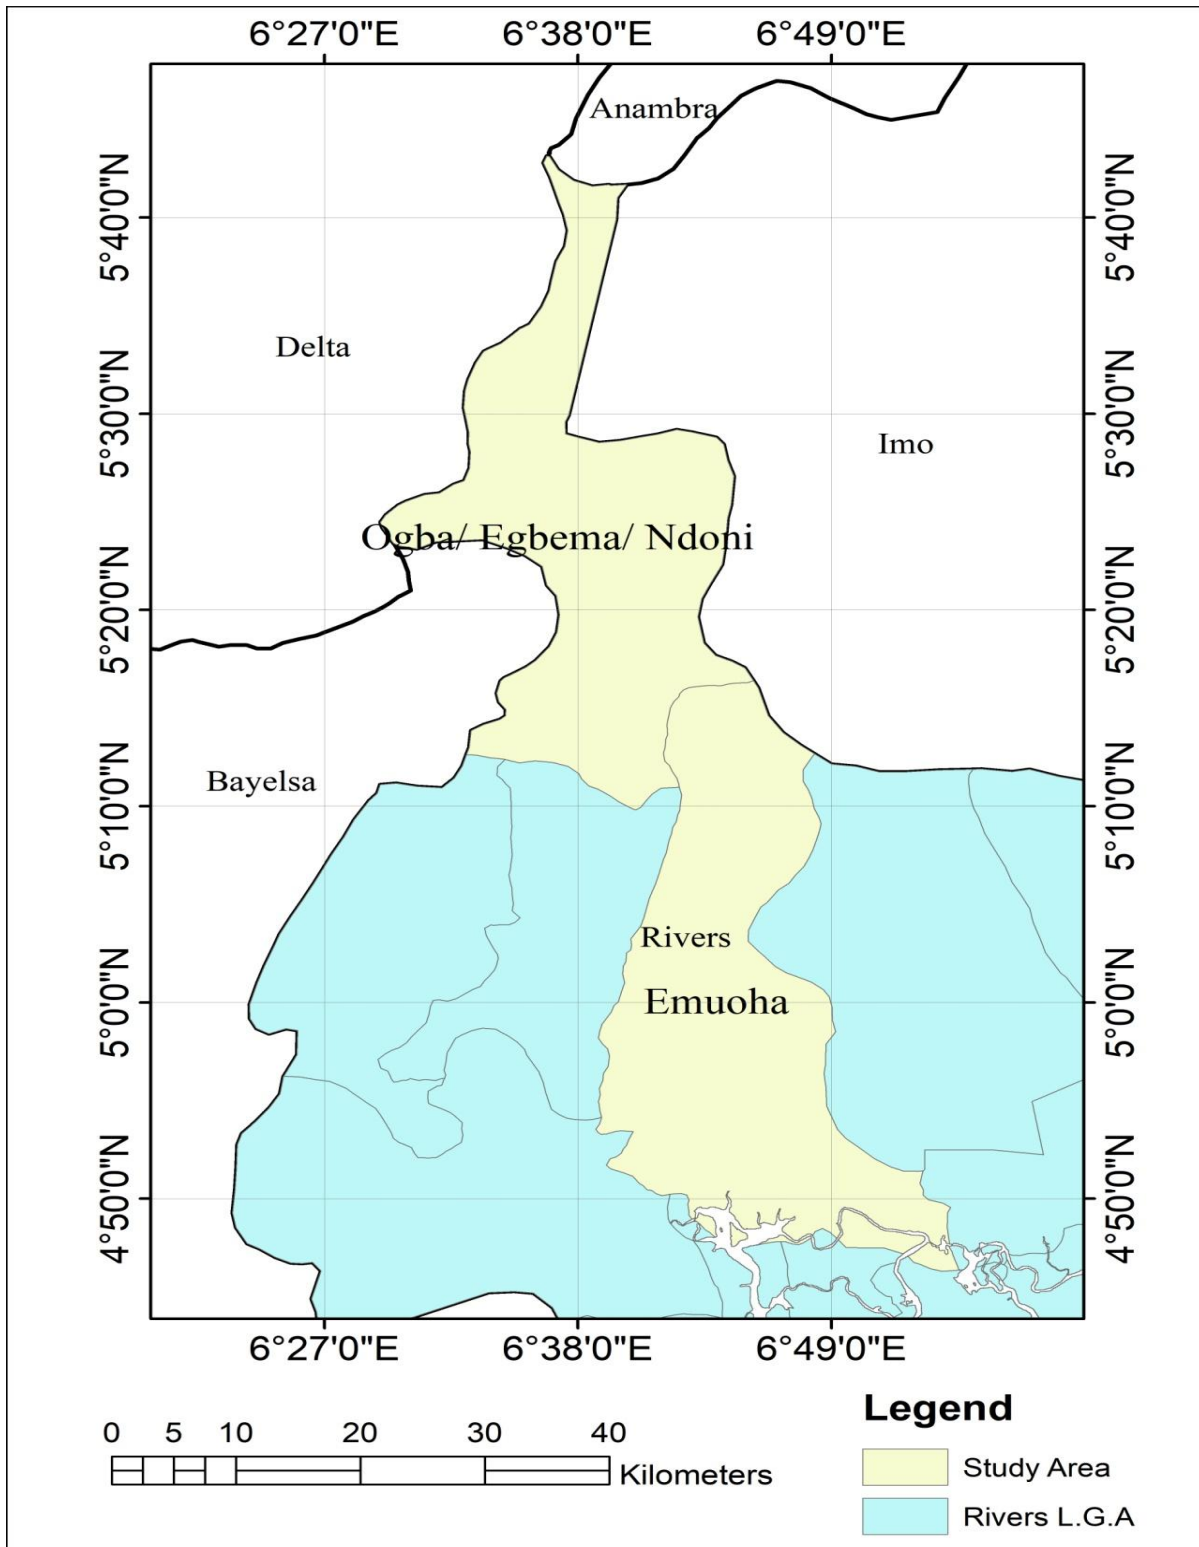 6°27'0"E 6°38'0"E 6°49'0"E
Anambra
5°40'0"N 5°40'0"N
Delta
5°30'0"N 5°30'0"N
Imo
Ogba/ Egbema/ Ndoni
5°20'0"N 5°20'0"N
Bayelsa
5°10'0"N 5°10'0"N
Rivers
Emuoha
5°0'0"N 5°0'0"N
4°50'0"N 4°50'0"N
6°27'0"E 6°38'0"E 6°49'0"E
0 5 10 20 30 40
Kilometers
Legend
Study Area
Rivers L.G.A